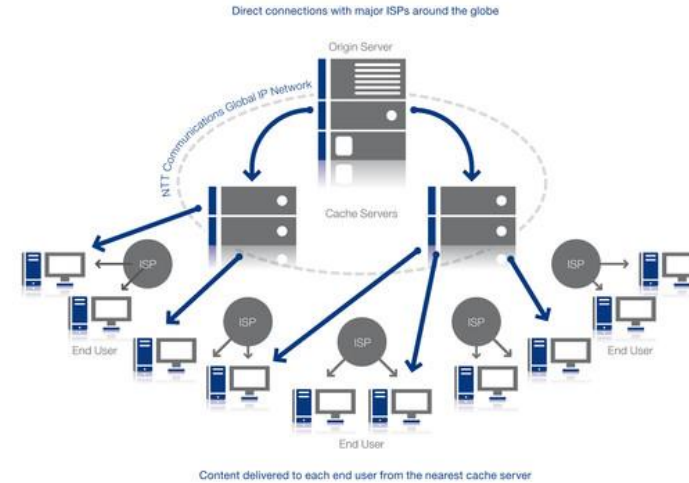 Direct connections with major ISPs around the globe
Origin Server
NTT Communications Global IP Network
Cache Servers
ISP
ISP
ISP
ISP
ISP
End User
End User
End User
Content delivered to each end user from the nearest cache server